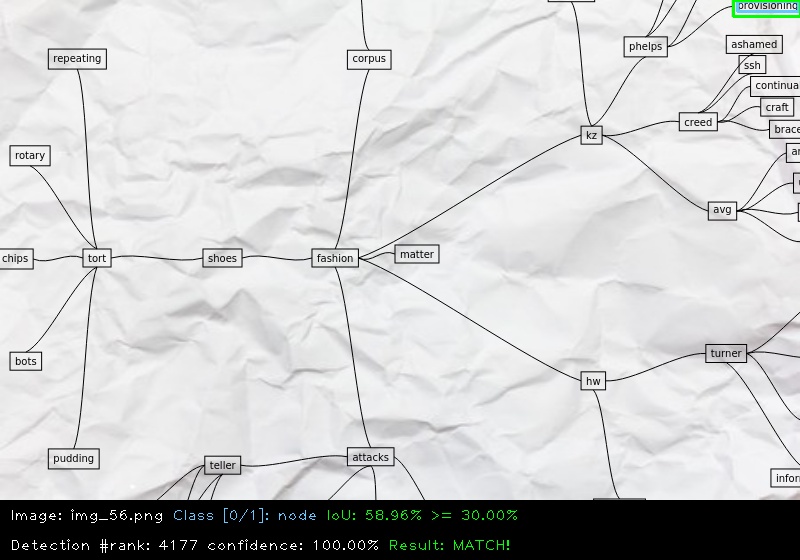 provisioning
phelps
ashamed
repeating
corpus
ssh
continua
craft
creed
brace
kz
rotary
avg
matter
chips
tort
shoes
fashion
turner
bots
hw
pudding
attacks
teller
inform
Image: img_56.png Class [0/1]: node IoU: 58.96% >= 30.00%
Detection #rank: 4177 confidence: 100.00% Result: MATCH!